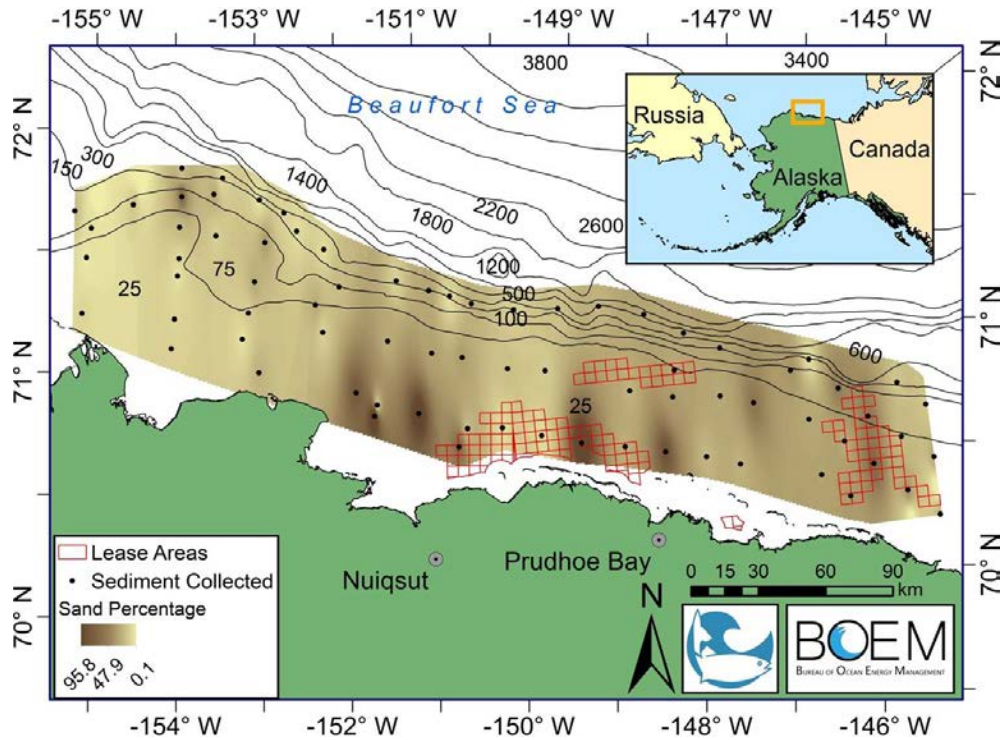 -155° W
-153° W
-151° W
-149° W
-147° W
-145° W
72° N
71° N
70° N
72° N
71° N
70° N
3800
3400
Beaufort Sea
Russia
Canada
Alaska
150
300
1400
1800
2200
2600
1200
500
100
600
75
25
25
Lease Areas
Sediment Collected
Sand Percentage
95.8
47.9
0.1
Nuiqsut
Prudhoe Bay
N
0 15 30 60 90
km
BOEM
BUREAU OF OCEAN ENERGY MANAGEMENT
-154° W
-152° W
-150° W
-148° W
-146° W